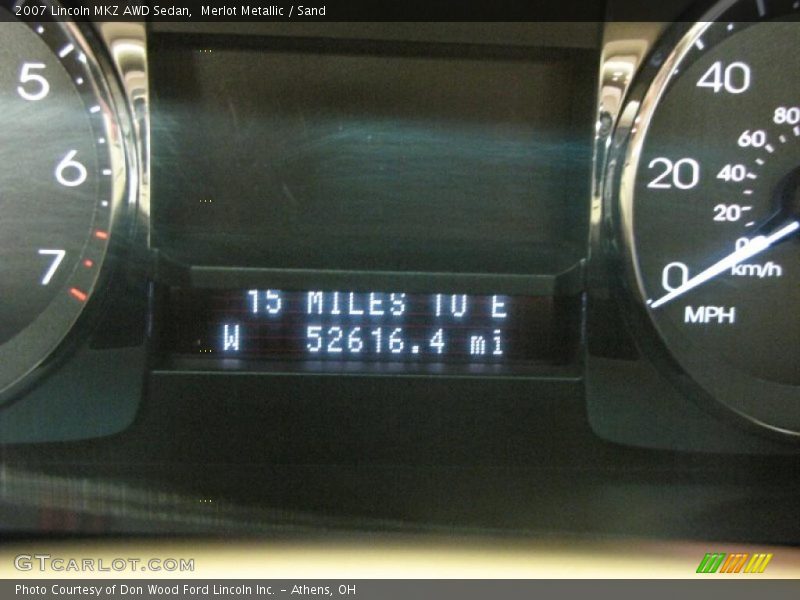 2007 Lincoln MKZ AWD Sedan, Merlot Metallic / Sand
5
6
7
15 MILES TO E
W 52616.4 mi
40
20
0
80
60
40
20
0
km/h
MPH
GTCARLOT.COM
Photo Courtesy of Don Wood Ford Lincoln Inc. - Athens, OH